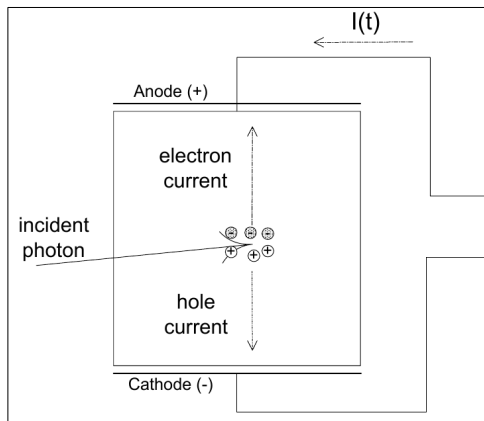 I(t)
Anode (+)
electron
current
incident
photon
hole
current
Cathode (-)